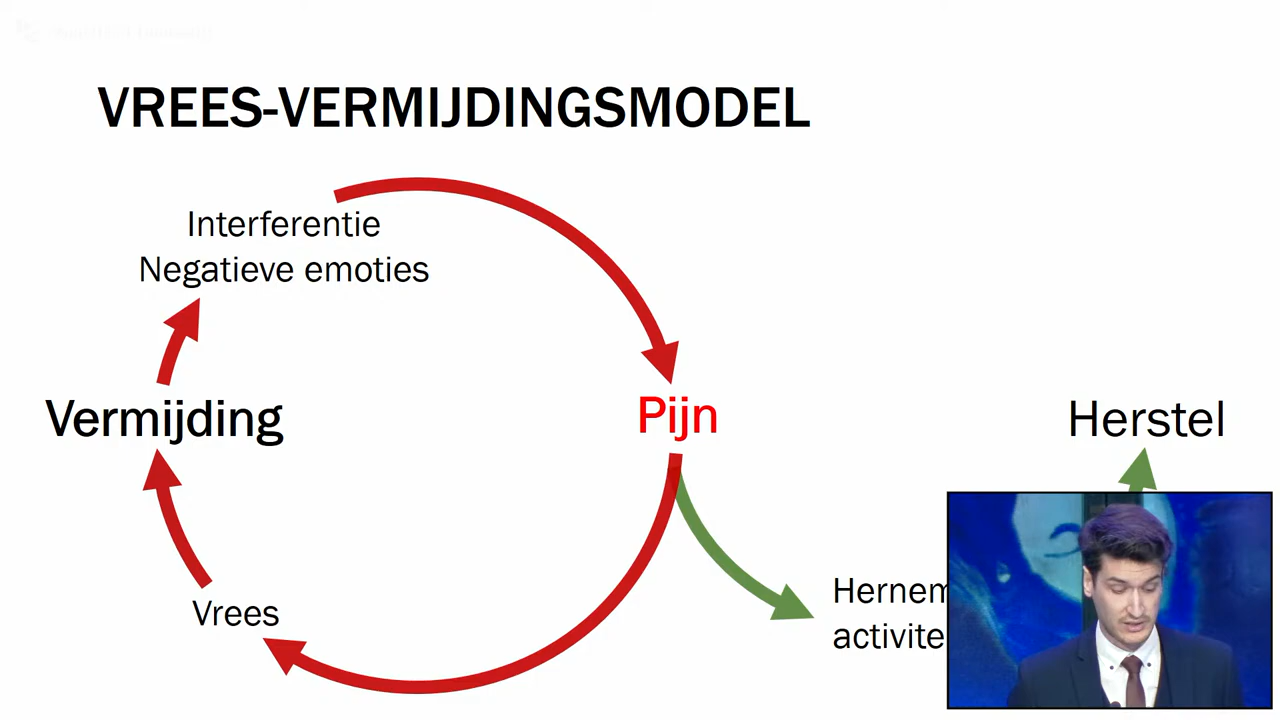 VREES-VERMIJDINGSMODEL
Interferentie
Negatieve emoties
Vermijding
Pijn
Herstel
Vrees